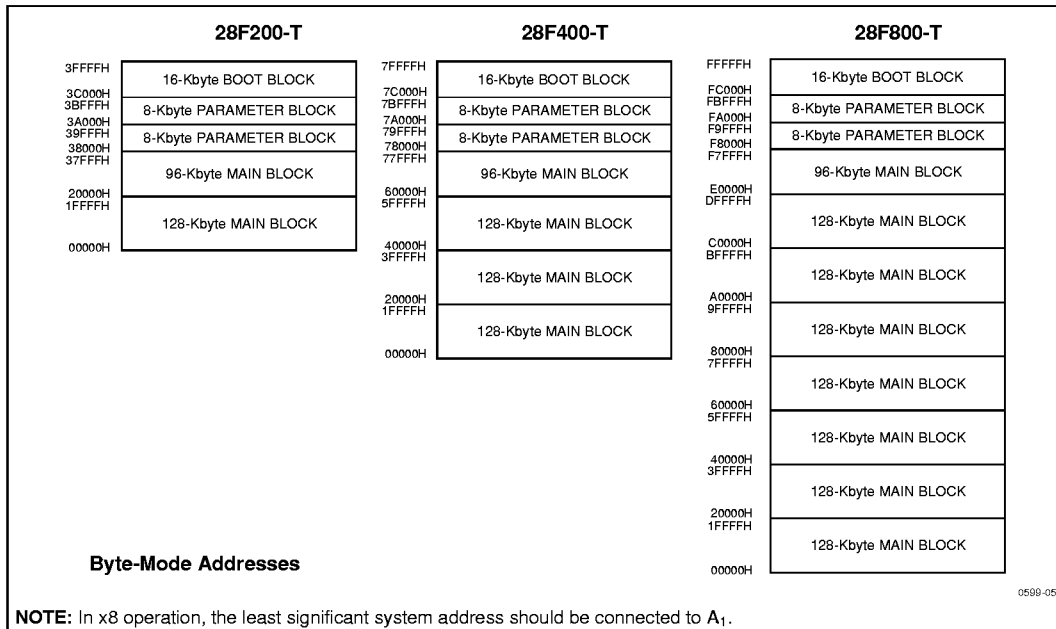 28F200-T
3FFFFH
16-Kbyte BOOT BLOCK
3C000H
3BFFFH
8-Kbyte PARAMETER BLOCK
3A000H
39FFFH
8-Kbyte PARAMETER BLOCK
38000H
37FFFH
96-Kbyte MAIN BLOCK
20000H
1FFFFH
128-Kbyte MAIN BLOCK
00000H
28F400-T
7FFFFH
16-Kbyte BOOT BLOCK
7C000H
7BFFFH
8-Kbyte PARAMETER BLOCK
7A000H
79FFFH
8-Kbyte PARAMETER BLOCK
78000H
77FFFH
96-Kbyte MAIN BLOCK
60000H
5FFFFH
128-Kbyte MAIN BLOCK
40000H
3FFFFH
128-Kbyte MAIN BLOCK
20000H
1FFFFH
128-Kbyte MAIN BLOCK
00000H
28F800-T
FFFFFH
16-Kbyte BOOT BLOCK
FC000H
FBFFFH
8-Kbyte PARAMETER BLOCK
FA000H
F9FFFH
8-Kbyte PARAMETER BLOCK
F8000H
F7FFFH
96-Kbyte MAIN BLOCK
E0000H
DFFFFH
128-Kbyte MAIN BLOCK
C0000H
BFFFFH
128-Kbyte MAIN BLOCK
A0000H
9FFFFH
128-Kbyte MAIN BLOCK
80000H
7FFFFH
128-Kbyte MAIN BLOCK
60000H
5FFFFH
128-Kbyte MAIN BLOCK
40000H
3FFFFH
128-Kbyte MAIN BLOCK
20000H
1FFFFH
128-Kbyte MAIN BLOCK
00000H
Byte-Mode Addresses
0599-05
NOTE: In x8 operation, the least significant system address should be connected to A₁.